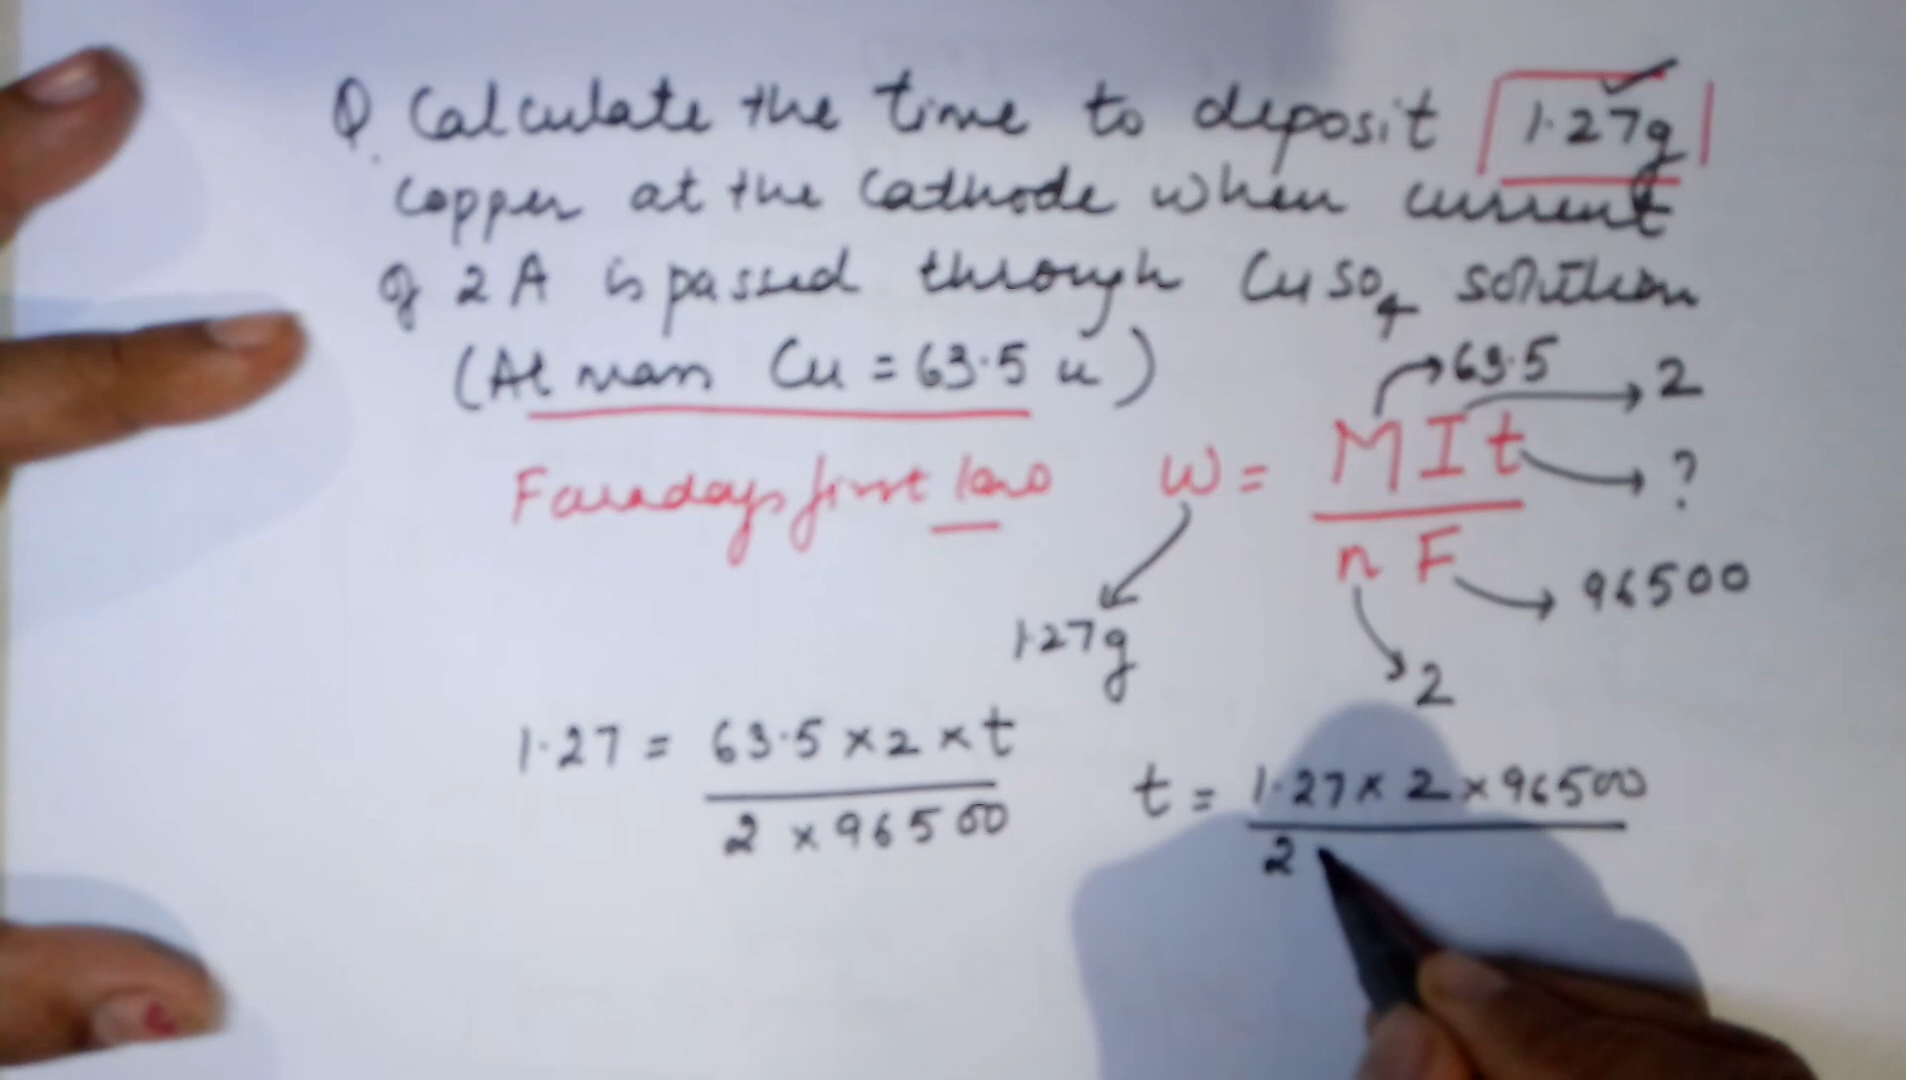 Q. Calculate the time to deposit 1.27g
copper at the cathode when current
of 2A is passed through CuSO4 solution
(At mass Cu = 63.5 u)
63.5
2
Faradays first law w = MIt / nF
?
96500
1.27g
2
1.27 = 63.5 × 2 × t / 2 × 96500
t = 1.27 × 2 × 96500 / 2